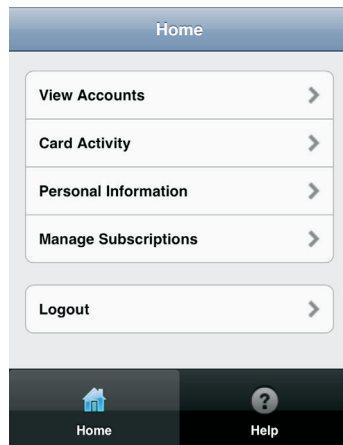 Home
View Accounts
Card Activity
Personal Information
Manage Subscriptions
Logout
?
Home Help